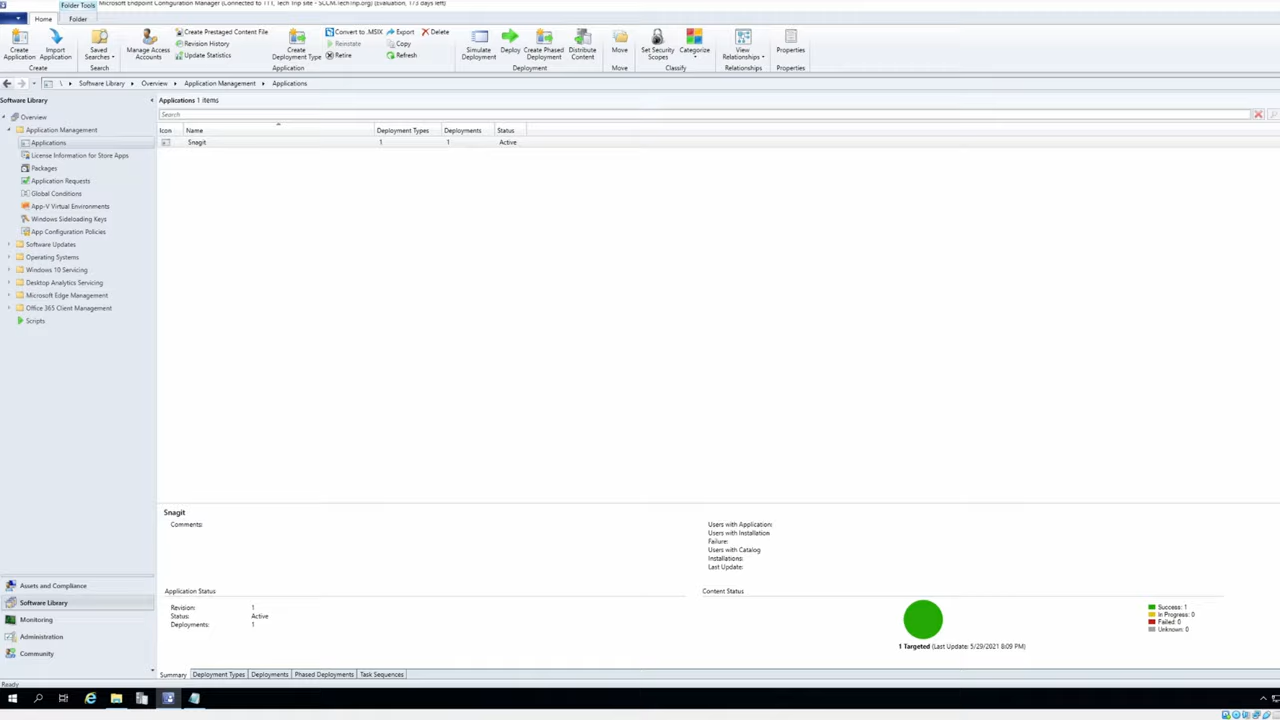 Folder Tools
Microsoft Endpoint Configuration Manager (Connected to TT1, Tech Trip site - SCCM.TechTrip.org) (Evaluation, 173 days left)
Home
Folder
Create Application
Import Application
Create
Saved Searches
Search
Manage Access Accounts
Create Prestaged Content File
Revision History
Update Statistics
Create Deployment Type
Convert to .MSIX
Reinstate
Retire
Export
Copy
Refresh
Delete
Application
Simulate Deployment
Deploy
Create Phased Deployment
Distribute Content
Deployment
Move
Move
Set Security Scopes
Categorize
Classify
View Relationships
Relationships
Properties
Properties
\ Software Library Overview Application Management Applications
Software Library
Overview
Application Management
Applications
License Information for Store Apps
Packages
Application Requests
Global Conditions
App-V Virtual Environments
Windows Sideloading Keys
App Configuration Policies
Software Updates
Operating Systems
Windows 10 Servicing
Desktop Analytics Servicing
Microsoft Edge Management
Office 365 Client Management
Scripts
Assets and Compliance
Software Library
Monitoring
Administration
Community
Applications 1 items
Search
Icon Name Deployment Types Deployments Status
Snagit 1 1 Active
Snagit
Comments:
Users with Application:
Users with Installation
Failure:
Users with Catalog
Installations:
Last Update:
Application Status
Revision: 1
Status: Active
Deployments: 1
Content Status
Success: 1
In Progress: 0
Failed: 0
Unknown: 0
1 Targeted (Last Update: 5/29/2021 8:09 PM)
Summary Deployment Types Deployments Phased Deployments Task Sequences
Ready